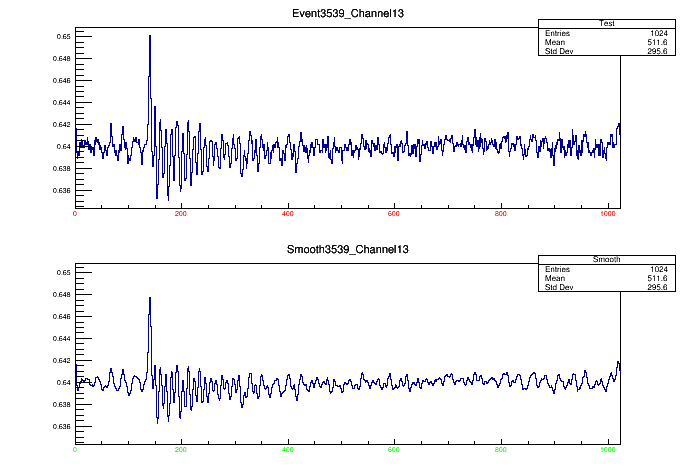 Event3539_Channel13
Test
Entries 1024
Mean 511.6
Std Dev 295.6
0.65
0.648
0.646
0.644
0.642
0.64
0.638
0.636
0 200 400 600 800 1000
Smooth3539_Channel13
Smooth
Entries 1024
Mean 511.6
Std Dev 295.6
0.65
0.648
0.646
0.644
0.642
0.64
0.638
0.636
0 200 400 600 800 1000